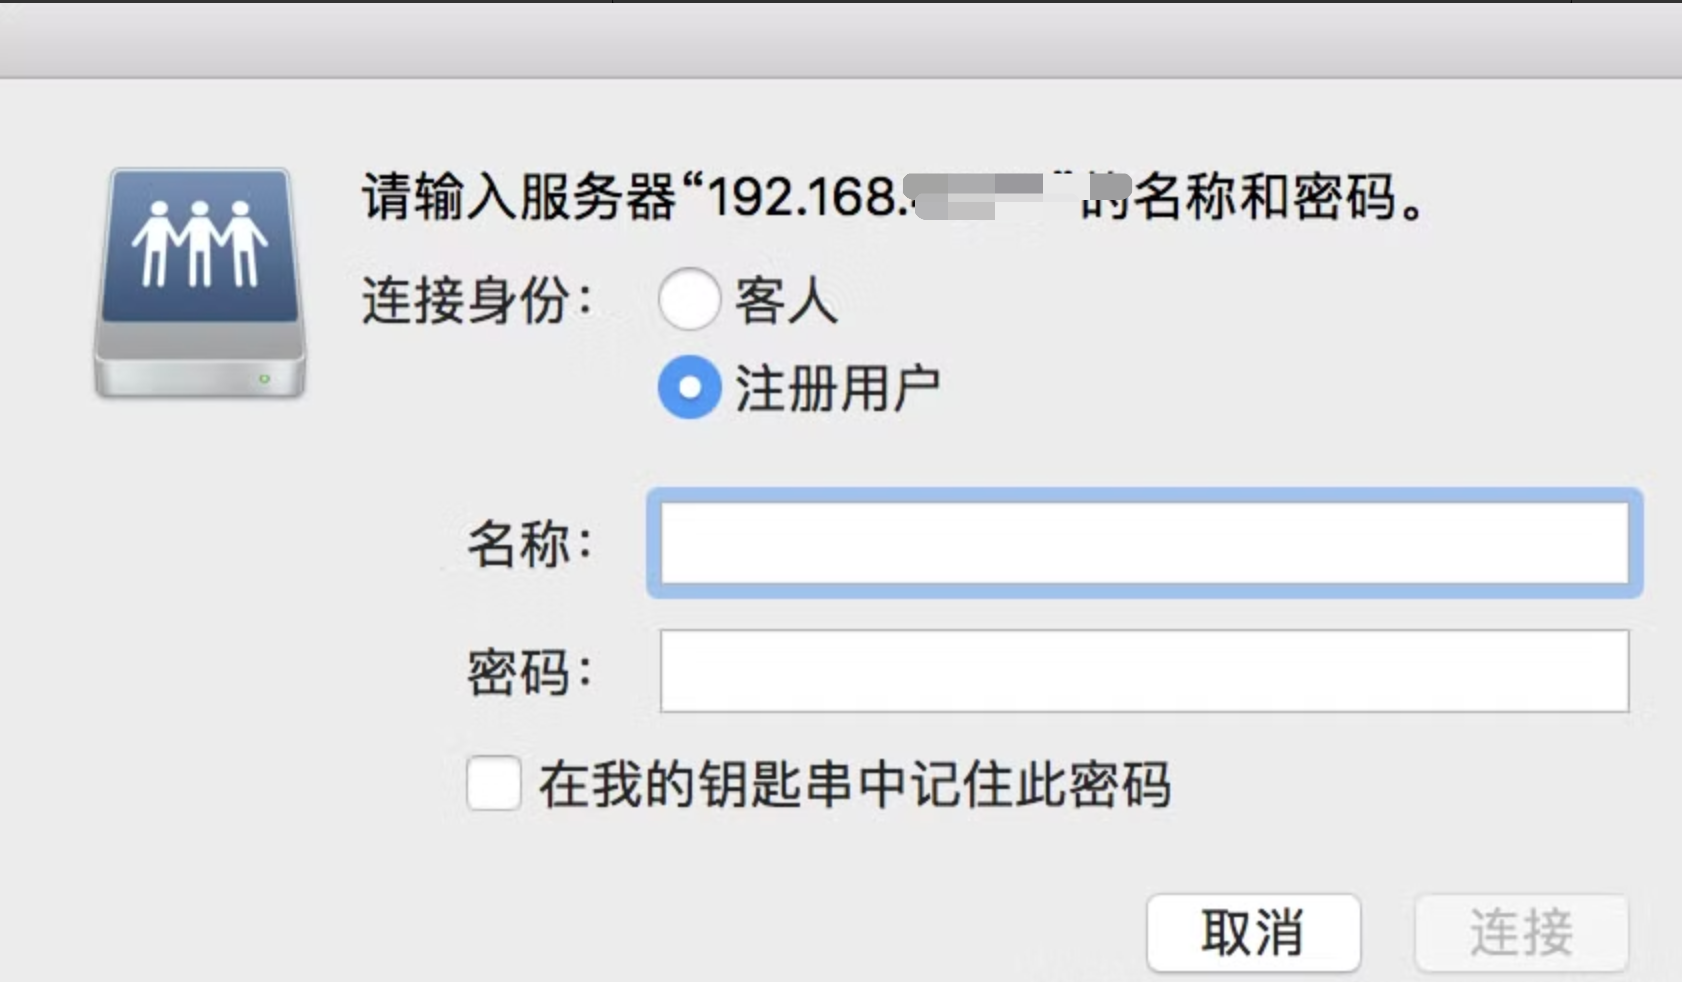 请输入服务器“192.168.”的名称和密码。
连接身份：
客人
注册用户
名称：
密码：
在我的钥匙串中记住此密码
取消
连接